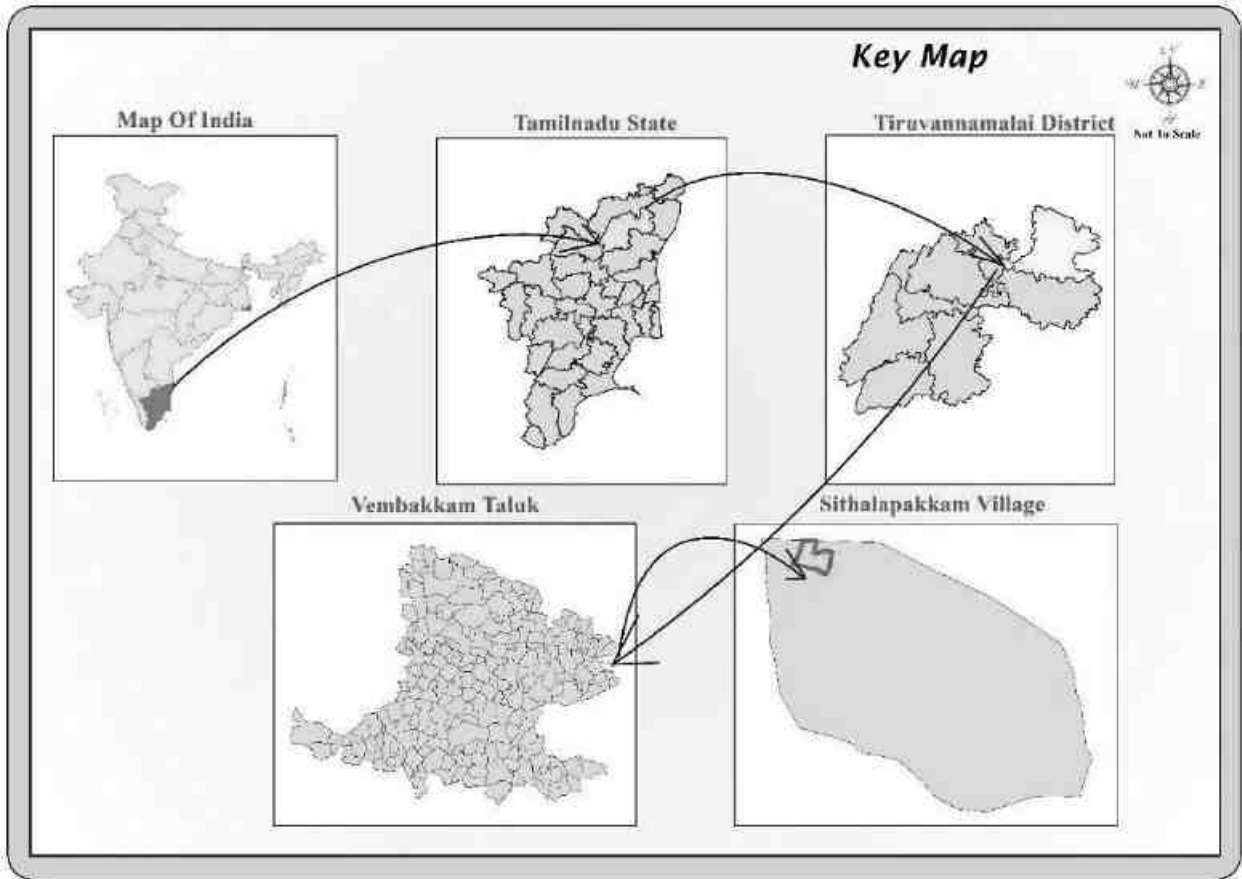 Key Map
Map Of India
Tamilnadu State
Tiruvannamalai District
Not To Scale
Vembakkam Taluk
Sithalapakkam Village